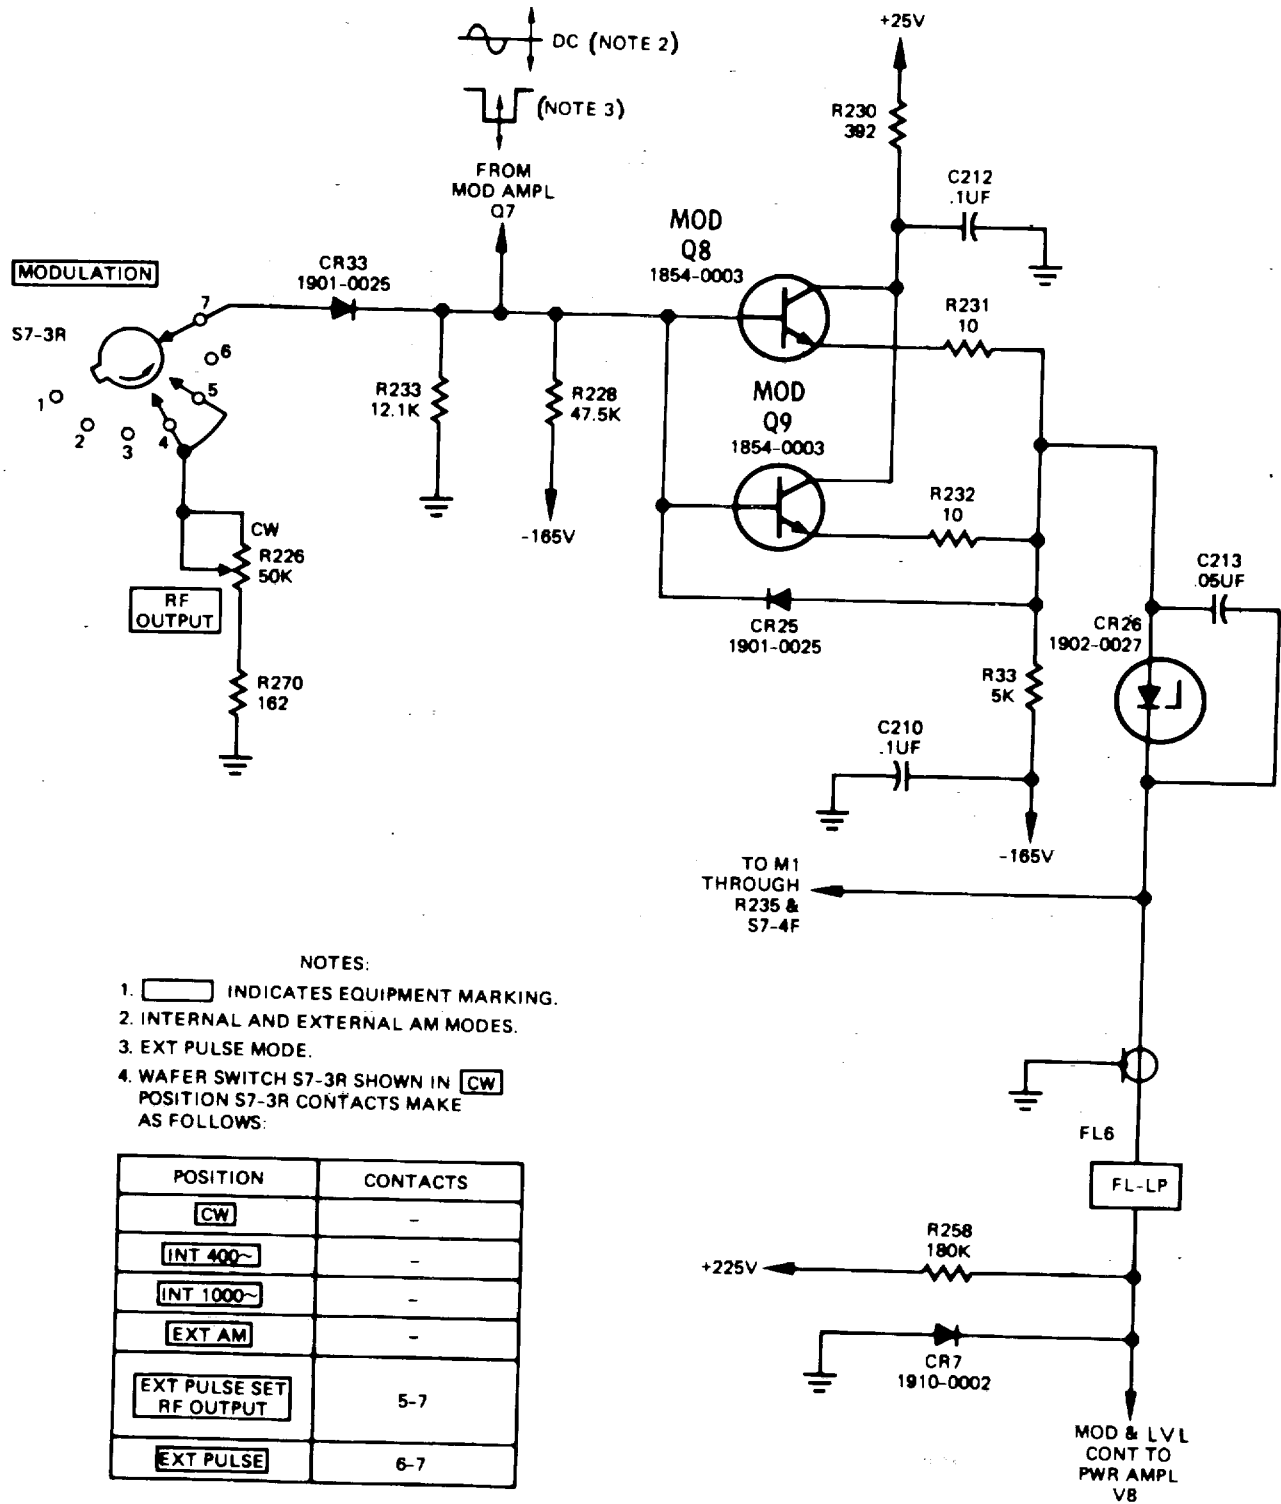 +25V
DC (NOTE 2)
(NOTE 3)
FROM
MOD AMPL
Q7
R230
392
C212
.1UF
MOD
Q8
1854-0003
MODULATION
CR33
1901-0025
S7-3R
7
6
5
4
3
2
1
R231
10
R233
12.1K
R228
47.5K
-165V
MOD
Q9
1854-0003
R232
10
CW
R226
50K
RF
OUTPUT
R270
162
CR25
1901-0025
C213
.05UF
CR26
1902-0027
R33
5K
C210
.1UF
-165V
TO M1
THROUGH
R235 &
S7-4F
NOTES:
1. INDICATES EQUIPMENT MARKING.
2. INTERNAL AND EXTERNAL AM MODES.
3. EXT PULSE MODE.
4. WAFER SWITCH S7-3R SHOWN IN CW
POSITION S7-3R CONTACTS MAKE
AS FOLLOWS:
POSITION CONTACTS
CW –
INT 400~ –
INT 1000~ –
EXT AM –
EXT PULSE SET
RF OUTPUT 5-7
EXT PULSE 6-7
FL6
FL-LP
R258
180K
+225V
CR7
1910-0002
MOD & LVL
CONT TO
PWR AMPL
V8